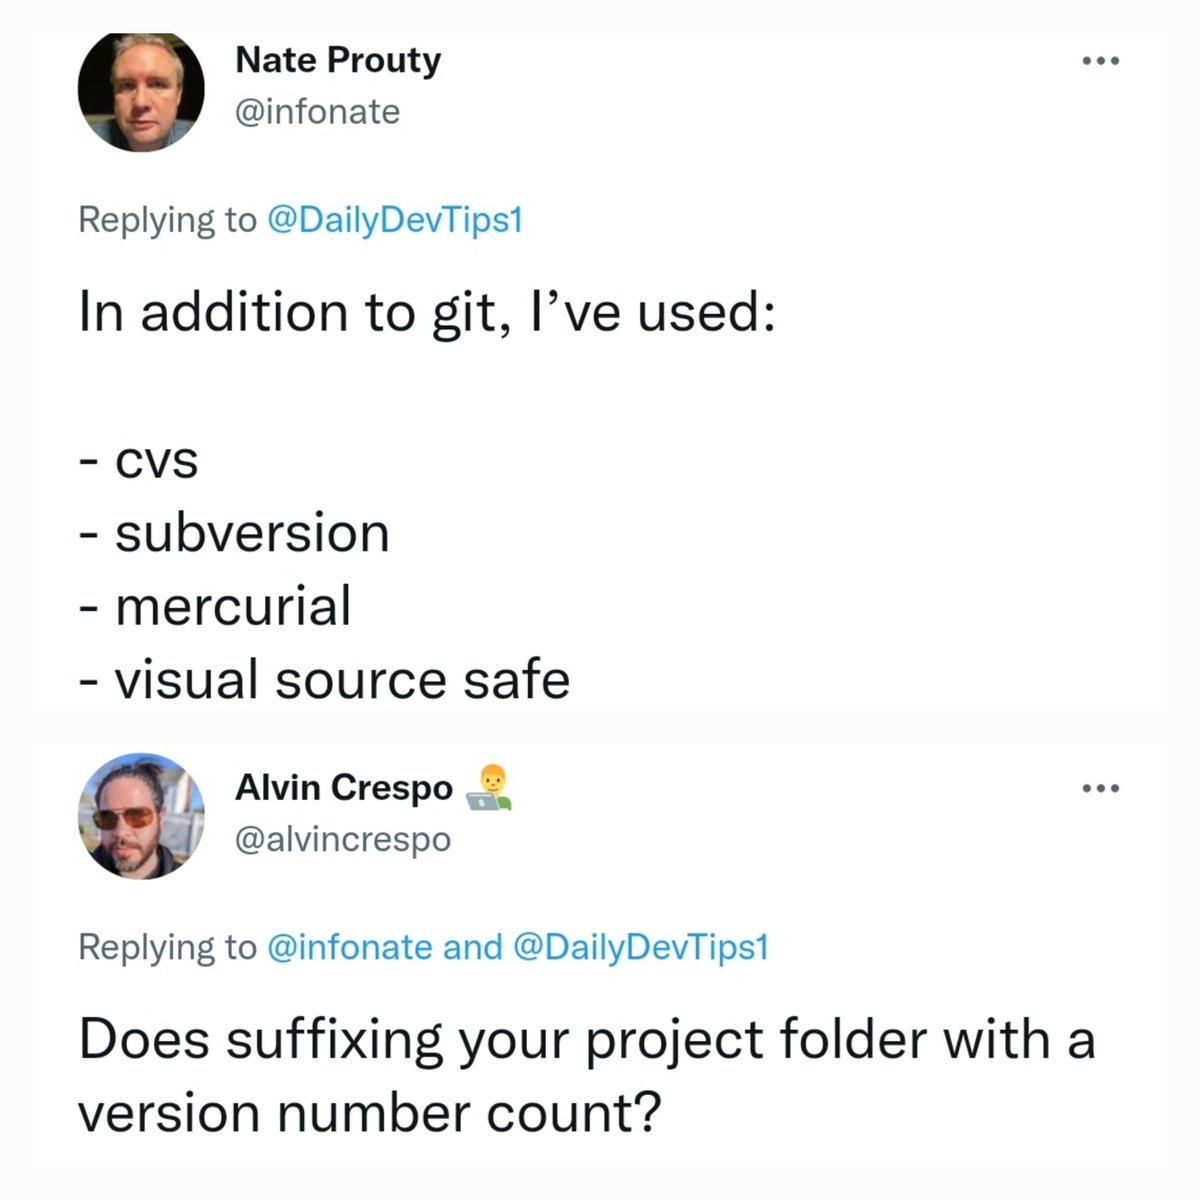 Nate Prouty
@infonate
Replying to @DailyDevTips1
In addition to git, I’ve used:
- cvs
- subversion
- mercurial
- visual source safe
Alvin Crespo 👨‍💻
@alvincrespo
Replying to @infonate and @DailyDevTips1
Does suffixing your project folder with a
version number count?